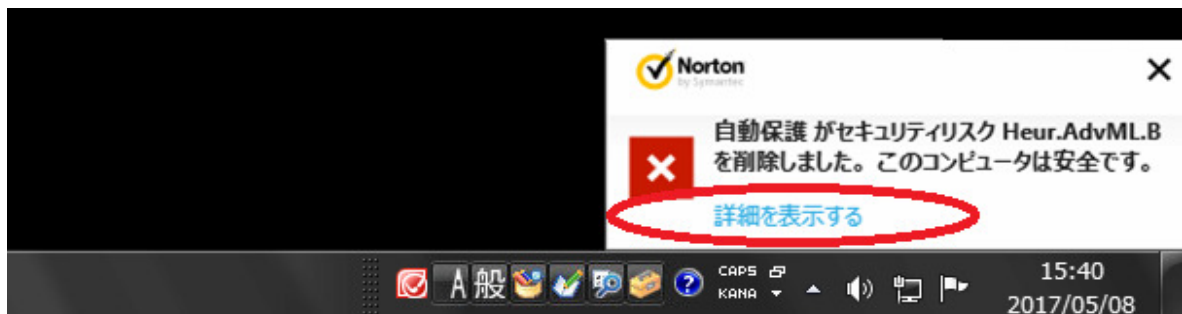 Norton
by Symantec
自動保護 がセキュリティリスク Heur.AdvML.B
を削除しました。このコンピュータは安全です。
詳細を表示する
A 般
CAPS
KANA
15:40
2017/05/08